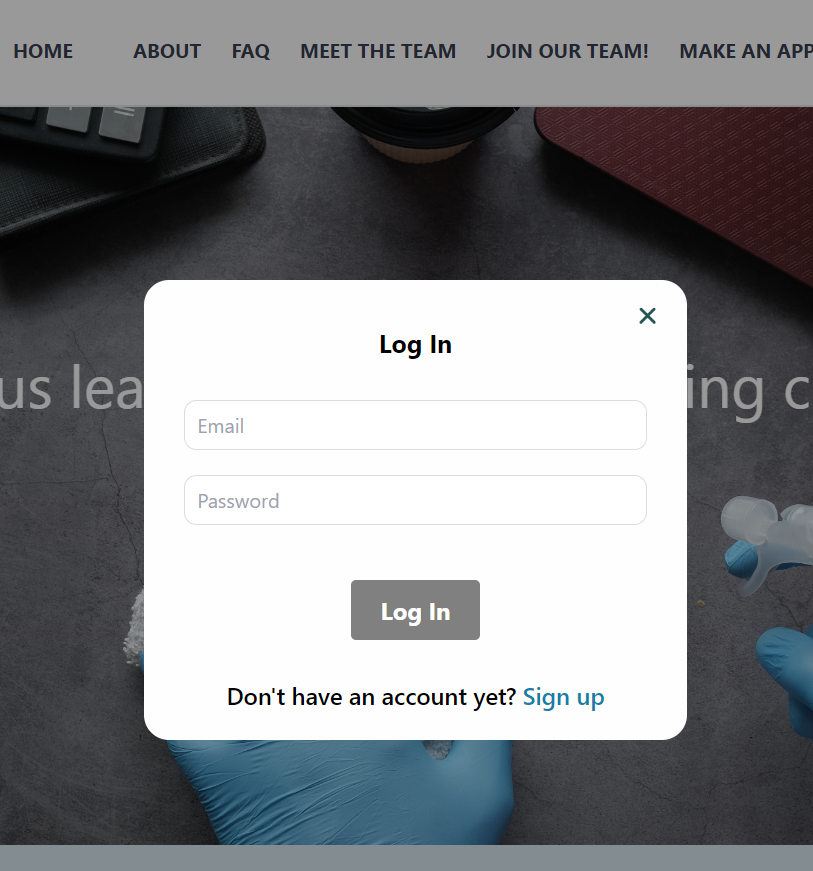 HOME ABOUT FAQ MEET THE TEAM JOIN OUR TEAM! MAKE AN APP
us lea ing c
Log In
Email
Password
Log In
Don't have an account yet? Sign up